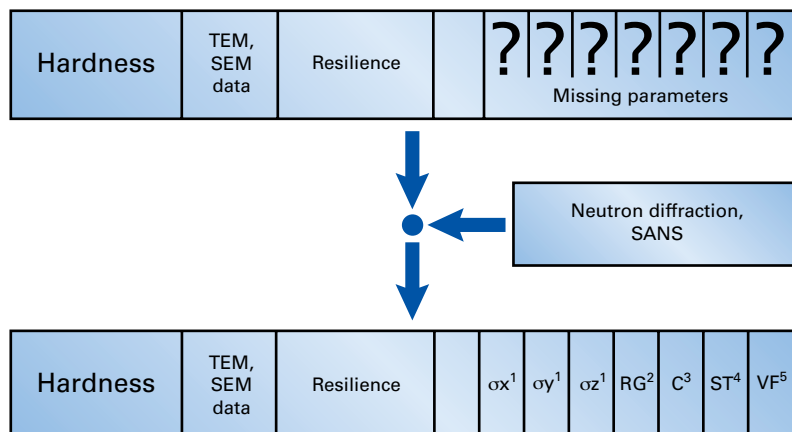 Hardness
TEM,
SEM
data
Resilience
? ? ? ? ? ? ?
Missing parameters
Neutron diffraction,
SANS
Hardness
TEM,
SEM
data
Resilience
σx¹
σy¹
σz¹
RG²
C³
ST⁴
VF⁵